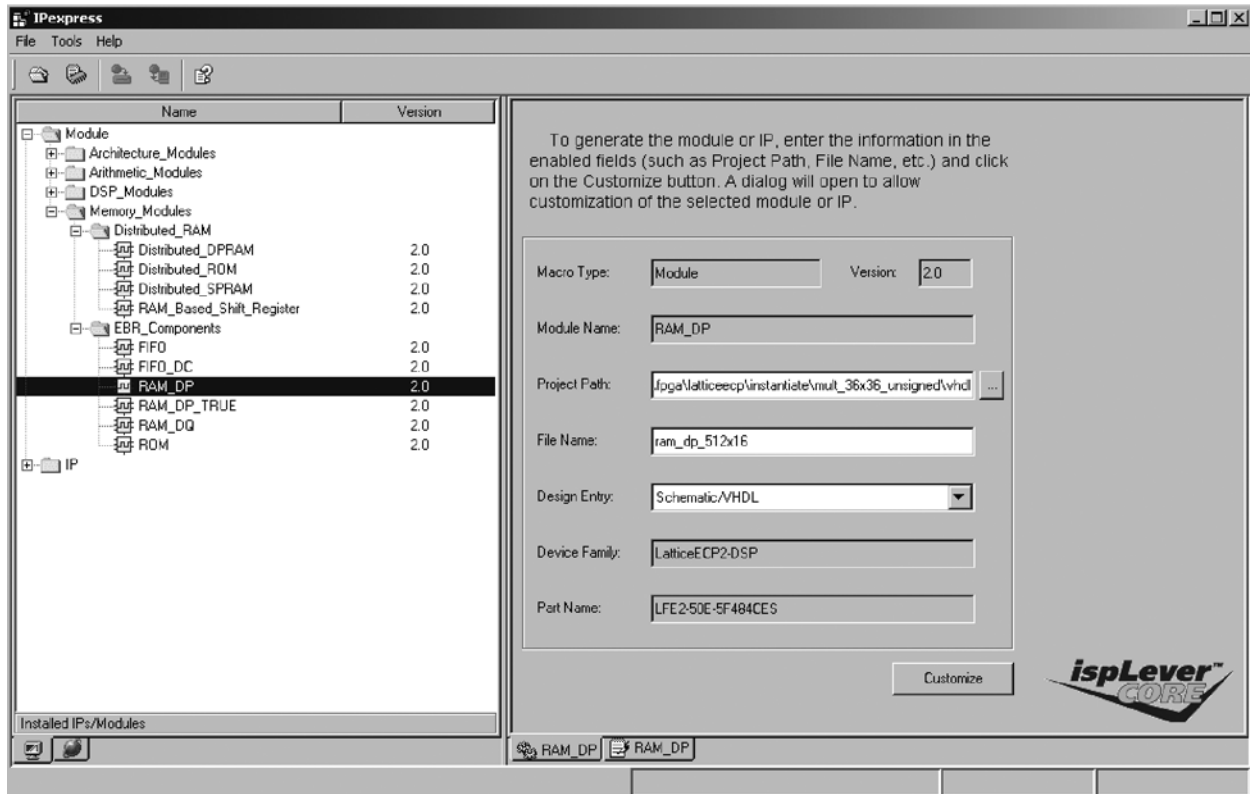 IPexpress
File Tools Help
Name Version
Module
Architecture_Modules
Arithmetic_Modules
DSP_Modules
Memory_Modules
Distributed_RAM
Distributed_DPRAM 2.0
Distributed_ROM 2.0
Distributed_SPRAM 2.0
RAM_Based_Shift_Register 2.0
EBR_Components
FIFO 2.0
FIFO_DC 2.0
RAM_DP 2.0
RAM_DP_TRUE 2.0
RAM_DQ 2.0
ROM 2.0
IP
Installed IPs/Modules
To generate the module or IP, enter the information in the
enabled fields (such as Project Path, File Name, etc.) and click
on the Customize button. A dialog will open to allow
customization of the selected module or IP.
Macro Type: Module Version: 2.0
Module Name: RAM_DP
Project Path: .fpga\latticeecp\instantiate\mult_36x36_unsigned\vhdl ...
File Name: ram_dp_512x16
Design Entry: Schematic/VHDL
Device Family: LatticeECP2-DSP
Part Name: LFE2-50E-5F484CES
Customize
ispLever™
CORE
RAM_DP RAM_DP